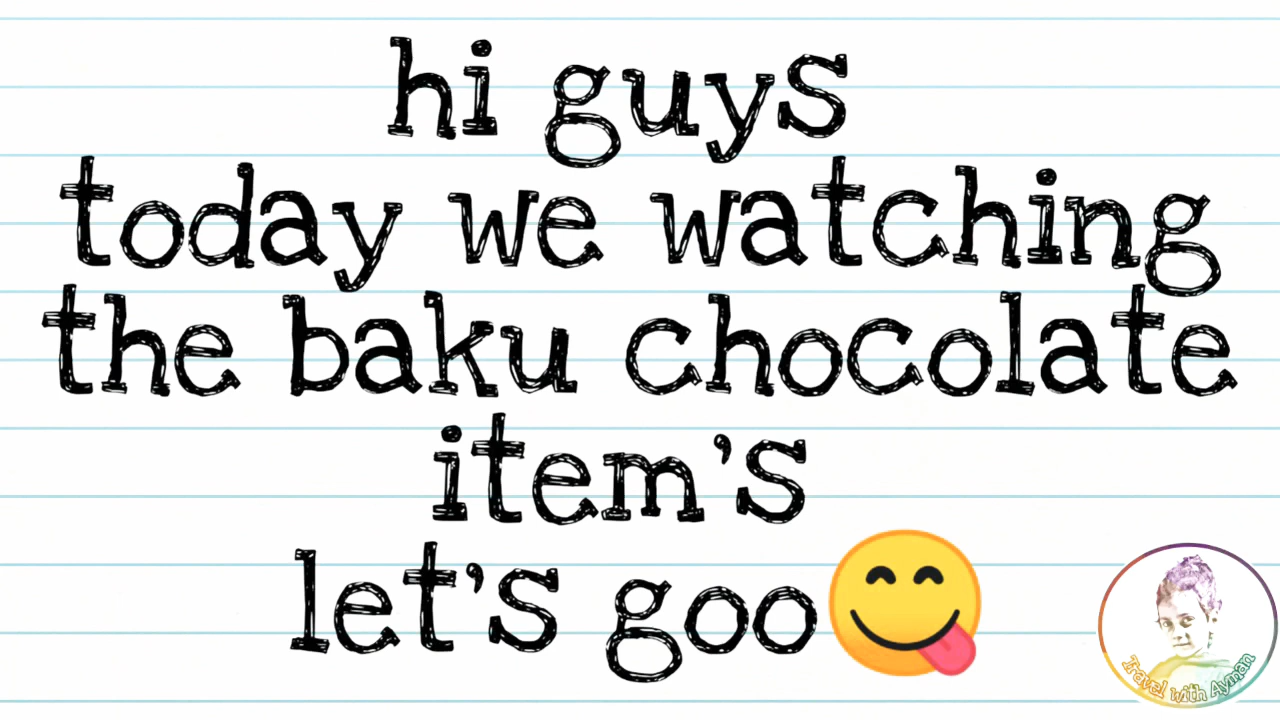 hi guys
today we watching
the baku chocolate
item's
let's goo😋
Travel with Ayman